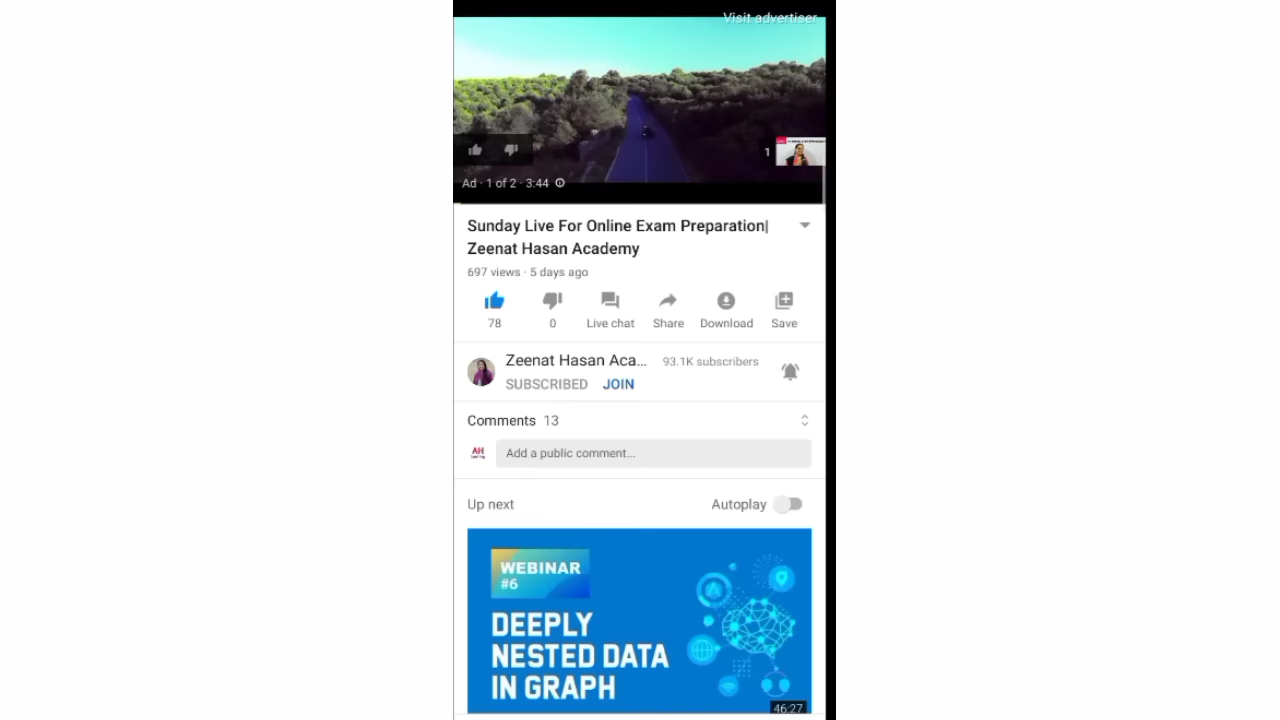 Visit advertiser
1
Ad · 1 of 2 · 3:44
Sunday Live For Online Exam Preparation|
Zeenat Hasan Academy
697 views · 5 days ago
78
0
Live chat
Share
Download
Save
Zeenat Hasan Aca...
93.1K subscribers
SUBSCRIBED
JOIN
Comments 13
AH
Add a public comment...
Up next
Autoplay
WEBINAR
#6
DEEPLY
NESTED DATA
IN GRAPH
46:27